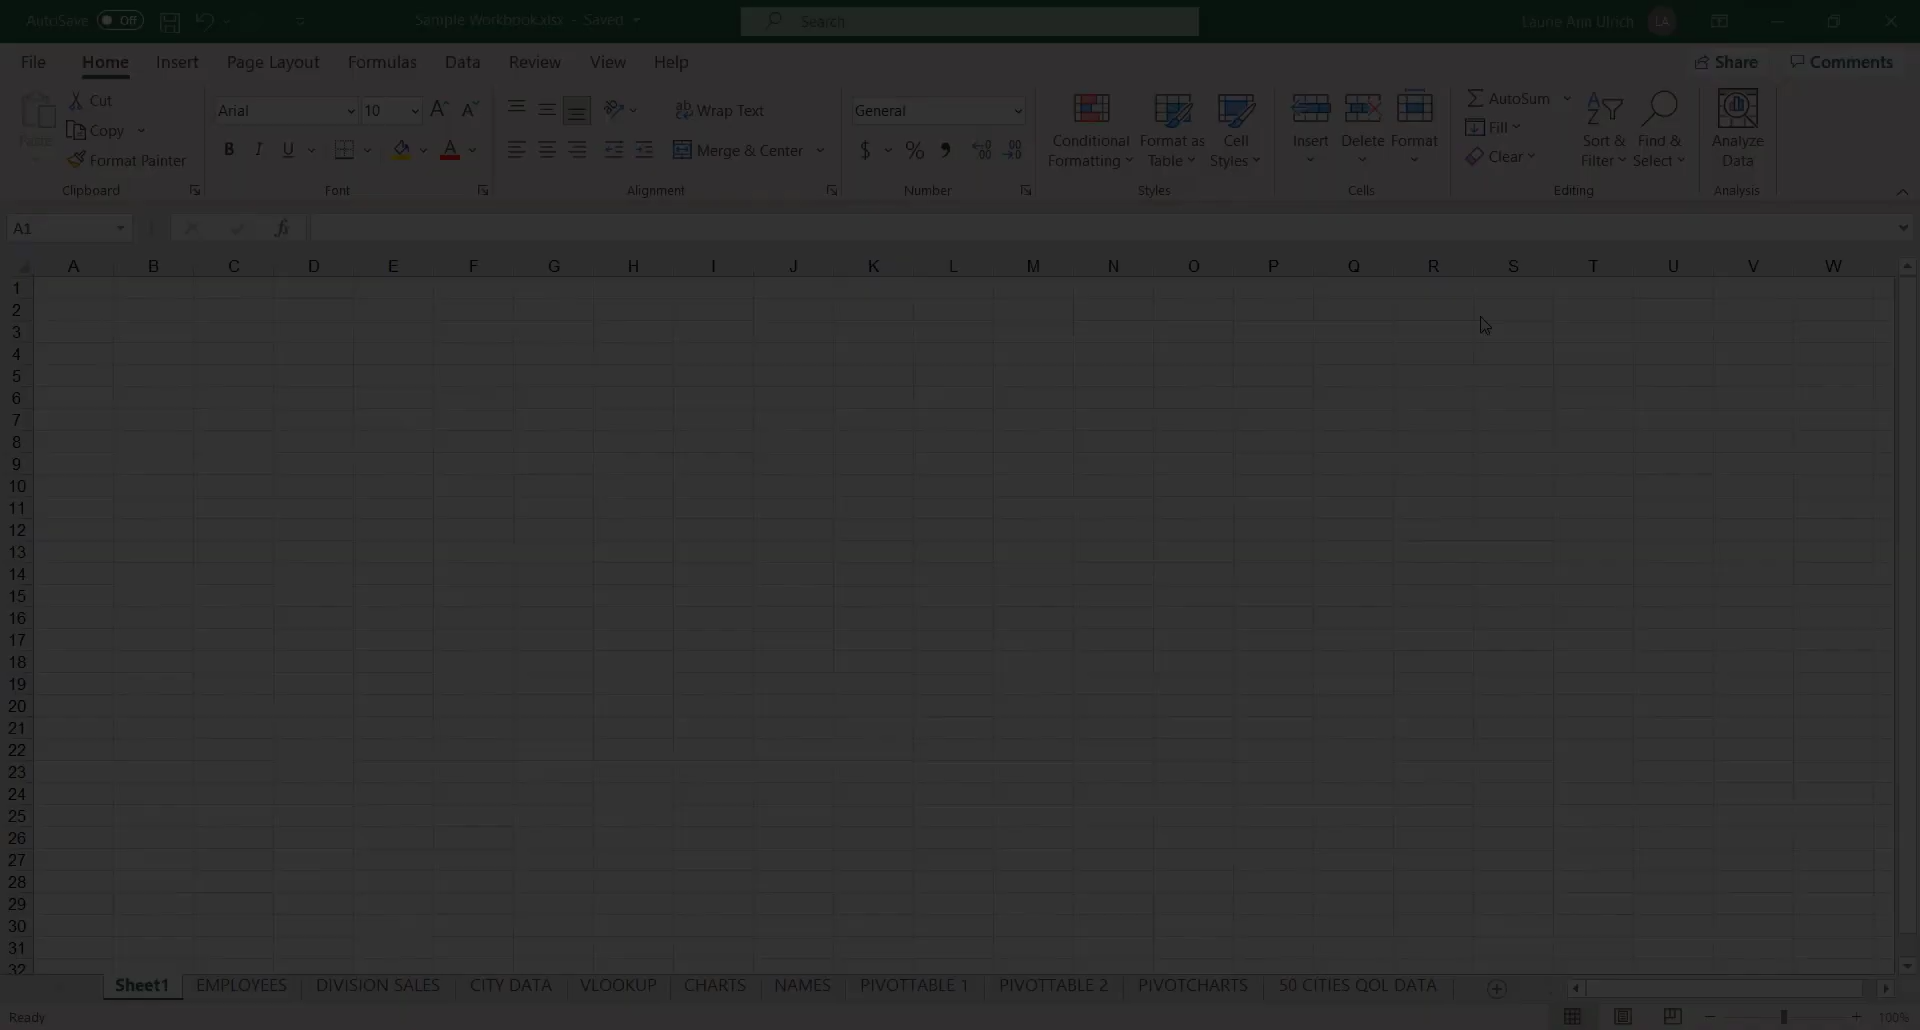 AutoSave Off Sample Workbook.xlsx - Saved Search Laurie Ann Ulrich LA
File Home Insert Page Layout Formulas Data Review View Help Share Comments
Cut
Copy
Format Painter
Paste
Clipboard
Arial 10
B I U A
Font
Wrap Text
Merge & Center
Alignment
General
$ % 9
Number
Conditional Formatting
Format as Table
Cell Styles
Styles
Insert Delete Format
Cells
AutoSum
Fill
Clear
Sort & Filter
Find & Select
Editing
Analyze Data
Analysis
A1 fx
A B C D E F G H I J K L M N O P Q R S T U V W
1
2
3
4
5
6
7
8
9
10
11
12
13
14
15
16
17
18
19
20
21
22
23
24
25
26
27
28
29
30
31
32
Sheet1 EMPLOYEES DIVISION SALES CITY DATA VLOOKUP CHARTS NAMES PIVOTTABLE 1 PIVOTTABLE 2 PIVOTCHARTS 50 CITIES QOL DATA
Ready 100%